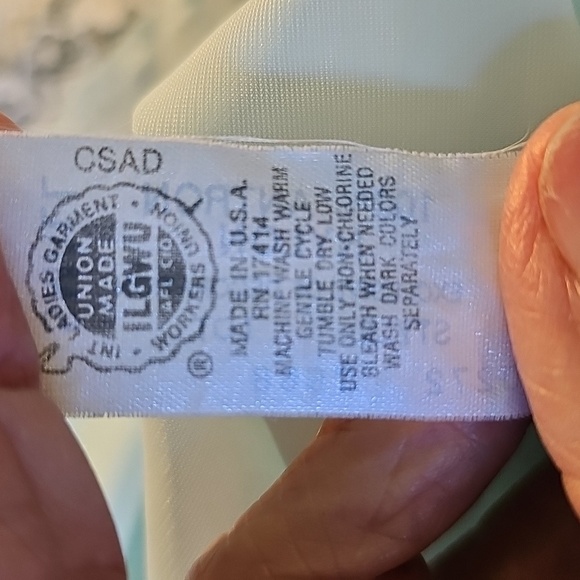 CSAD
LADIES GARMENT WORKERS UNION
INT'L
UNION
MADE
ILGWU
AFL CIO
®
MADE IN U.S.A.
RN 17414
MACHINE WASH WARM
GENTLE CYCLE
TUMBLE DRY LOW
USE ONLY NON-CHLORINE
BLEACH WHEN NEEDED
WASH DARK COLORS
SEPARATELY